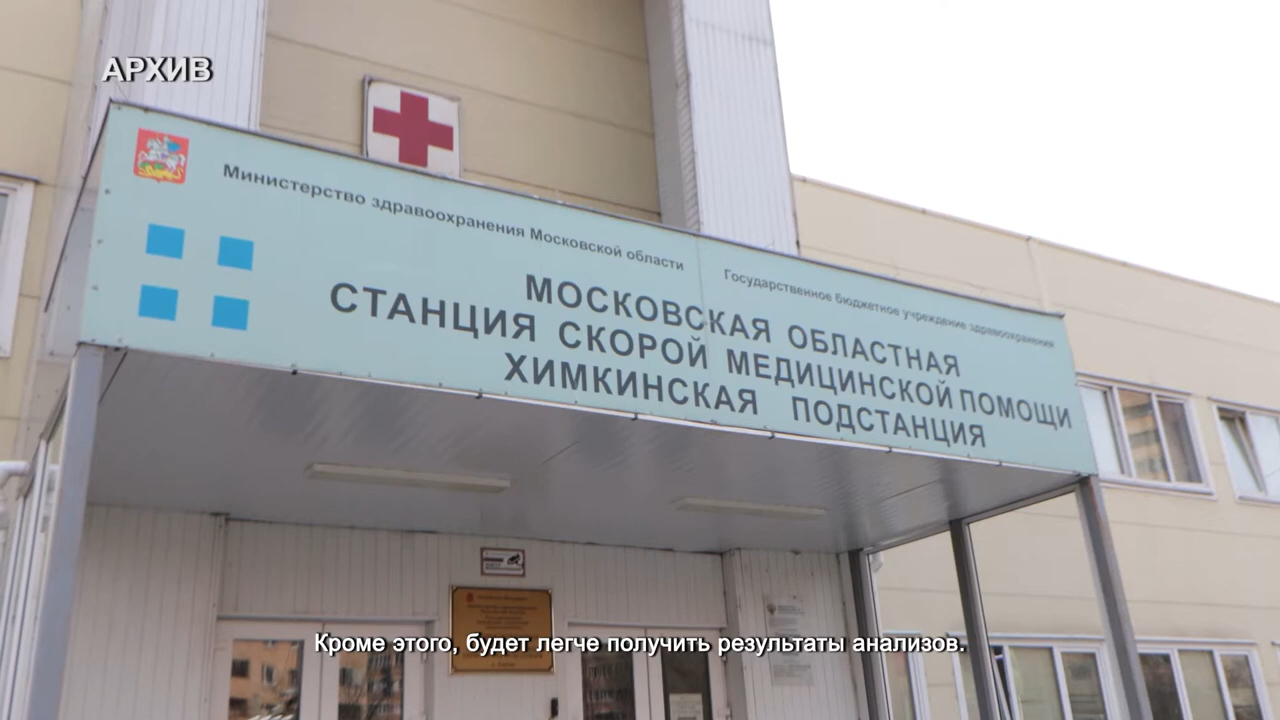 АРХИВ
Министерство здравоохранения Московской области
Государственное бюджетное учреждение здравоохранения
МОСКОВСКАЯ ОБЛАСТНАЯ
СТАНЦИЯ СКОРОЙ МЕДИЦИНСКОЙ ПОМОЩИ
ХИМКИНСКАЯ ПОДСТАНЦИЯ
Кроме этого, будет легче получить результаты анализов.